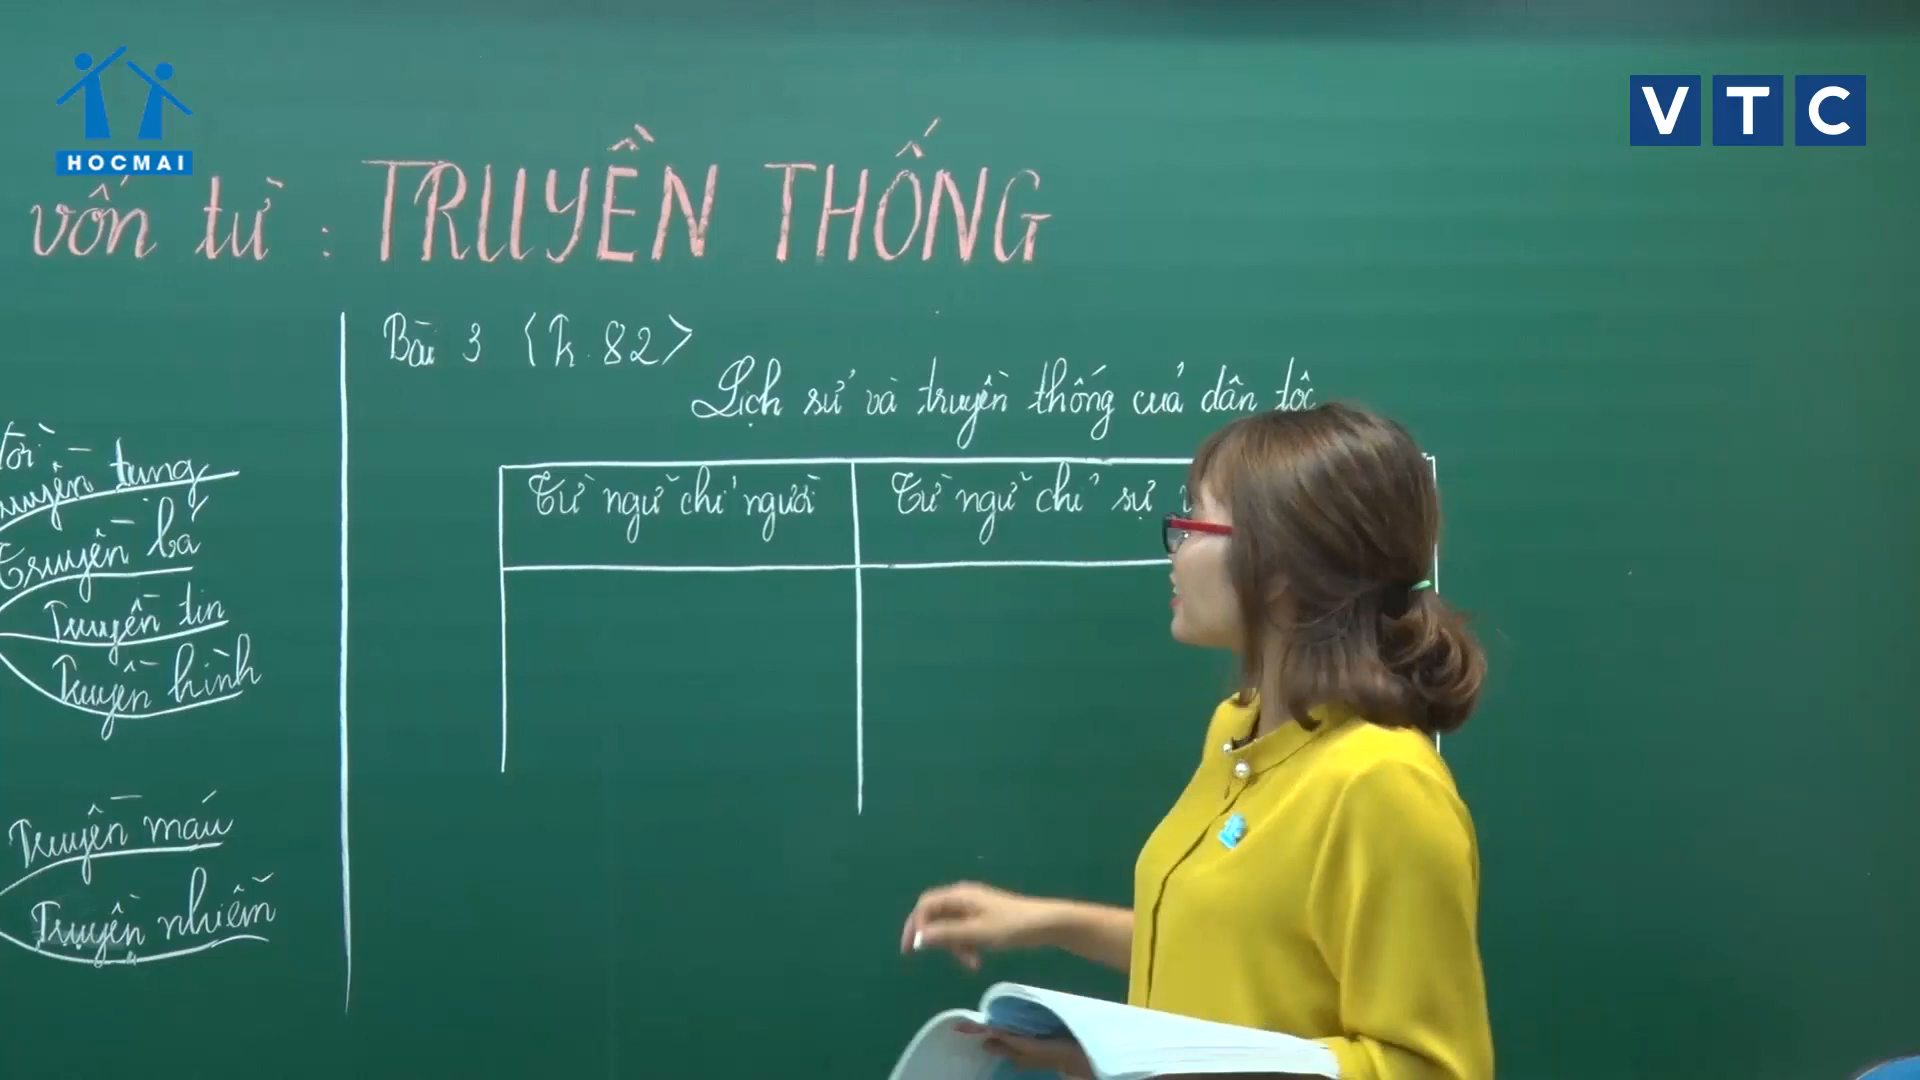 HOCMAI
VTC
vốn từ : TRUYỀN THỐNG
Bài 3 <Tr. 82>
Lịch sử và truyền thống của dân tộc
Từ ngữ chỉ người
Từ ngữ chỉ sự
truyền tụng
Truyền bá
Truyền tin
Truyền hình
Truyền máu
Truyền nhiễm